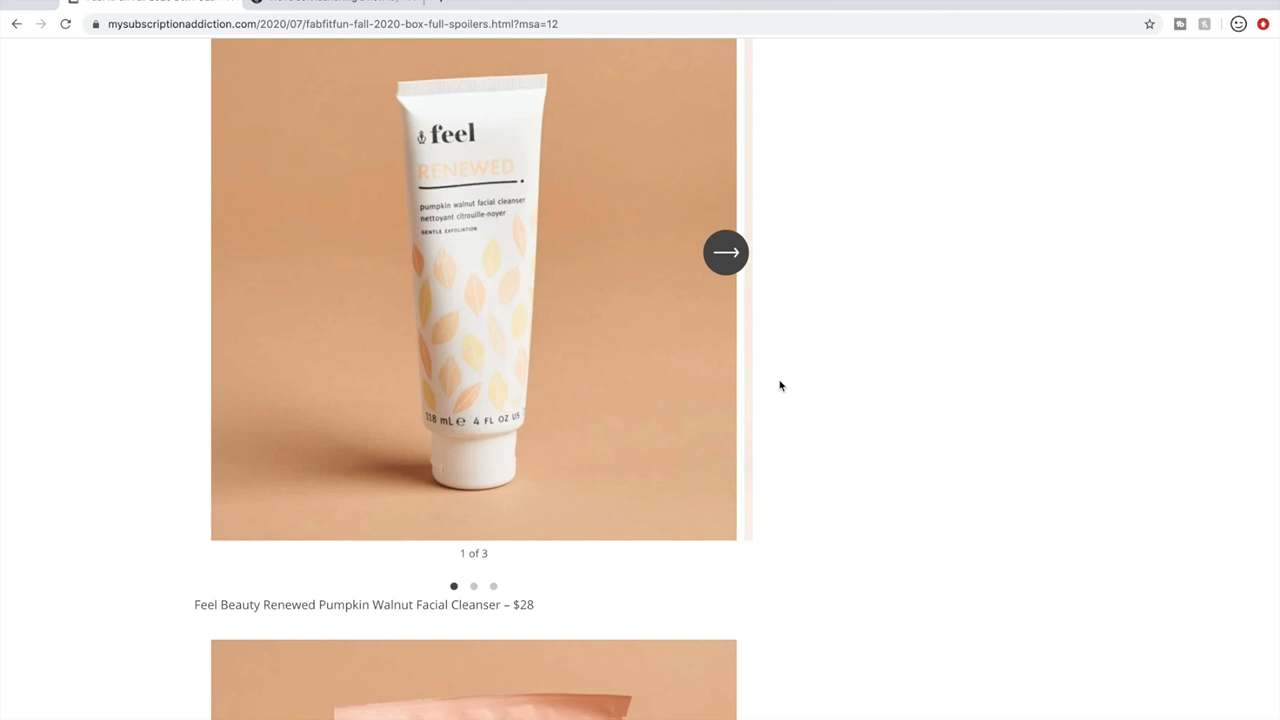 mysubscriptionaddiction.com/2020/07/fabfitfun-fall-2020-box-full-spoilers.html?msa=12
feel
RENEWED
pumpkin walnut facial cleanser
nettoyant citrouille-noyer
GENTLE EXFOLIATION
118 mL e 4 FL OZ US
1 of 3
Feel Beauty Renewed Pumpkin Walnut Facial Cleanser – $28